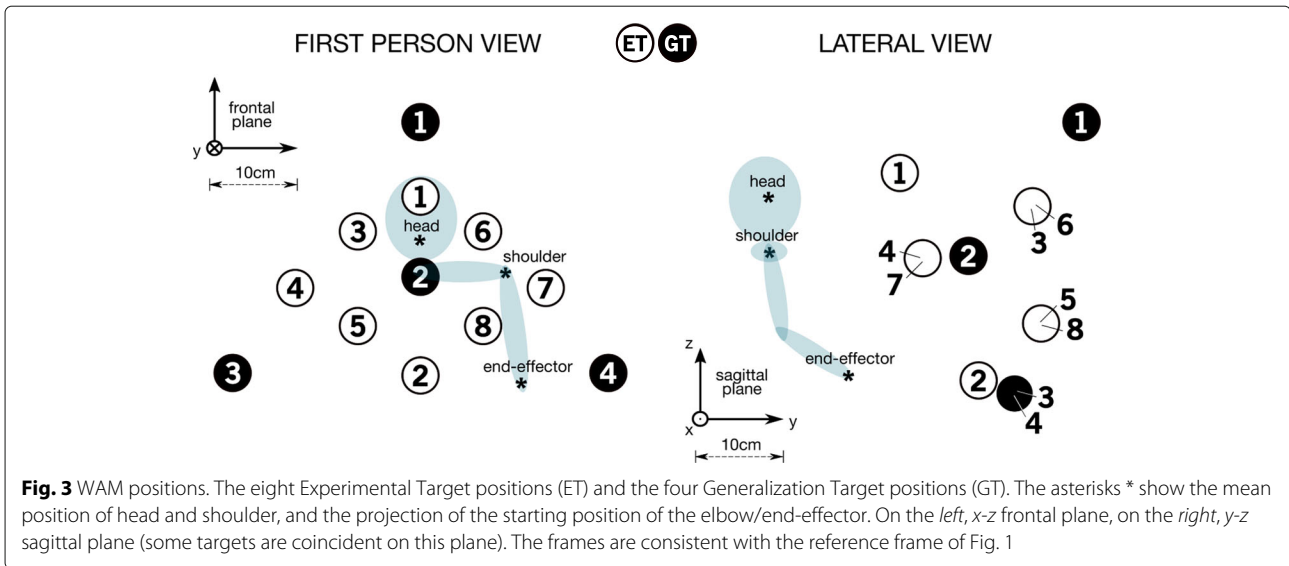 FIRST PERSON VIEW
ET GT
LATERAL VIEW
frontal
plane
y
10cm
1
1
head
*
3
6
2
shoulder
*
4
7
5
8
3
2
end-effector
*
4
1
head
*
1
shoulder
*
6
3
4
7
2
5
8
end-effector
*
2
3
4
z
sagittal
plane
x
y
10cm
Fig. 3 WAM positions. The eight Experimental Target positions (ET) and the four Generalization Target positions (GT). The asterisks * show the mean
position of head and shoulder, and the projection of the starting position of the elbow/end-effector. On the left, x-z frontal plane, on the right, y-z
sagittal plane (some targets are coincident on this plane). The frames are consistent with the reference frame of Fig. 1